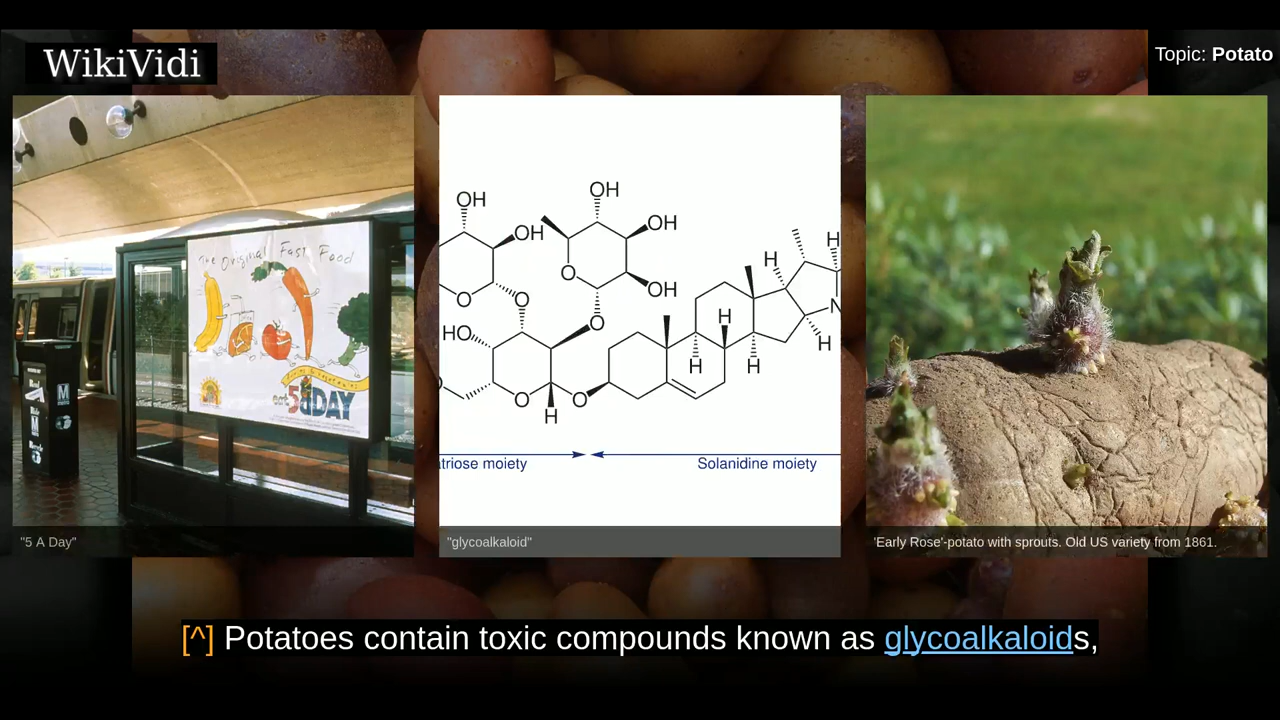 WikiVidi
Topic: Potato
The Original Fast Food
eat 5 A DAY
M
M
"5 A Day"
OH
OH
OH
OH
OH
O
O
O
O
HO
O
O
H
H
H
H
H
H
H
N
atriose moiety
Solanidine moiety
"glycoalkaloid"
'Early Rose'-potato with sprouts. Old US variety from 1861.
[^] Potatoes contain toxic compounds known as glycoalkaloids,